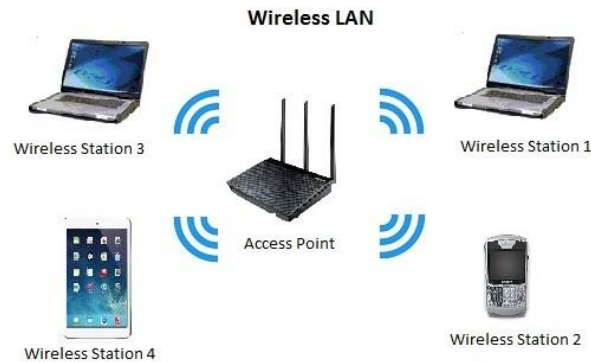 Wireless LAN
Wireless Station 3
Wireless Station 1
Access Point
Wireless Station 4
Wireless Station 2